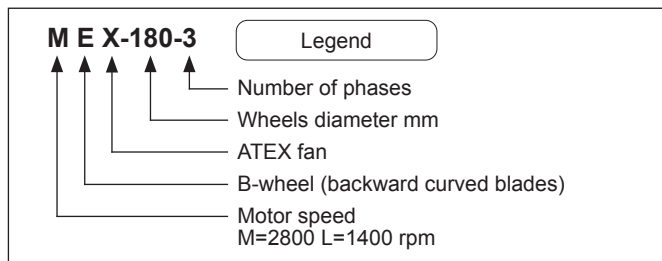 M E X-180-3
Legend
Number of phases
Wheels diameter mm
ATEX fan
B-wheel (backward curved blades)
Motor speed
M=2800 L=1400 rpm